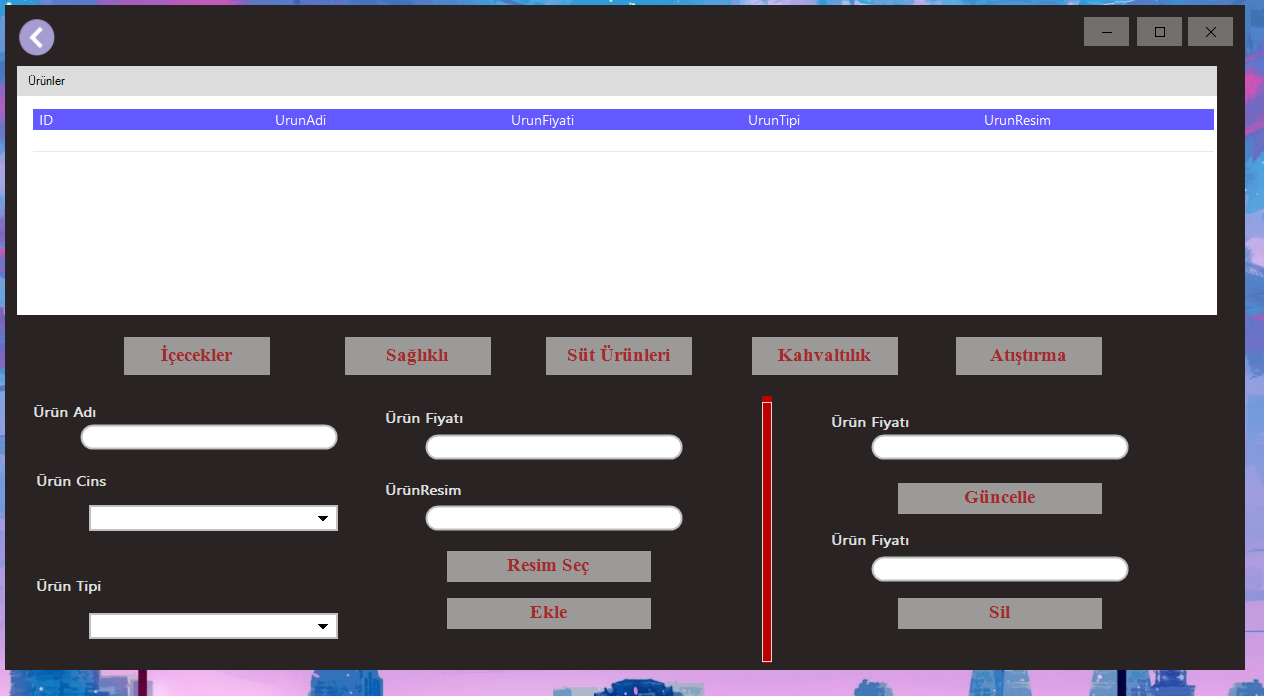 Ürünler
ID UrunAdi UrunFiyati UrunTipi UrunResim
İçecekler Sağlıklı Süt Ürünleri Kahvaltılık Atıştırma
Ürün Adı
Ürün Fiyatı
Ürün Fiyatı
Ürün Cins
ÜrünResim
Güncelle
Ürün Fiyatı
Resim Seç
Ürün Tipi
Ekle
Sil